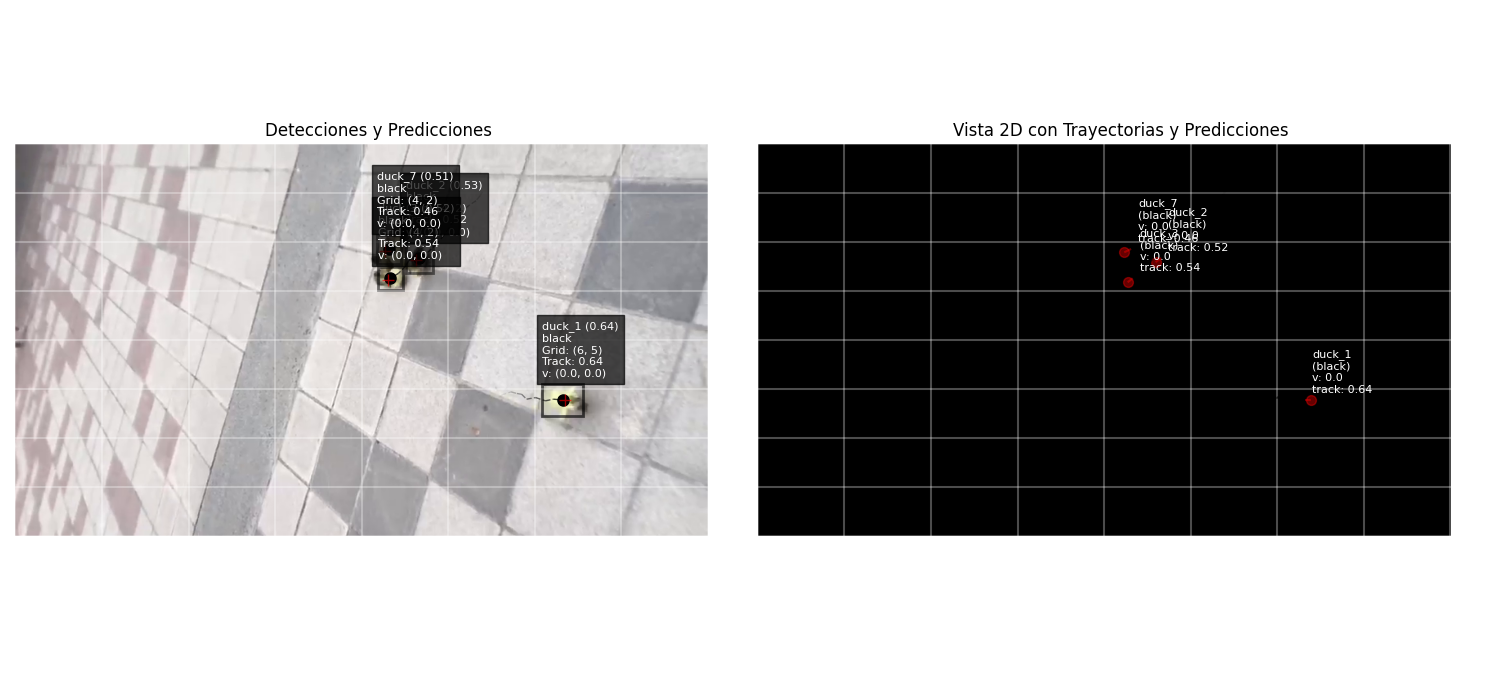 Detecciones y Predicciones
duck_7 (0.51)
black
Grid: (4, 2)
Track: 0.46
v: (0.0, 0.0)
duck_2 (0.53)
Track: 0.54
v: (0.0, 0.0)
duck_1 (0.64)
black
Grid: (6, 5)
Track: 0.64
v: (0.0, 0.0)
Vista 2D con Trayectorias y Predicciones
duck_7
(black)
v: 0.0
track: 0.46
duck_2
(black)
v: 0.0
track: 0.52
(black)
v: 0.0
track: 0.54
duck_1
(black)
v: 0.0
track: 0.64